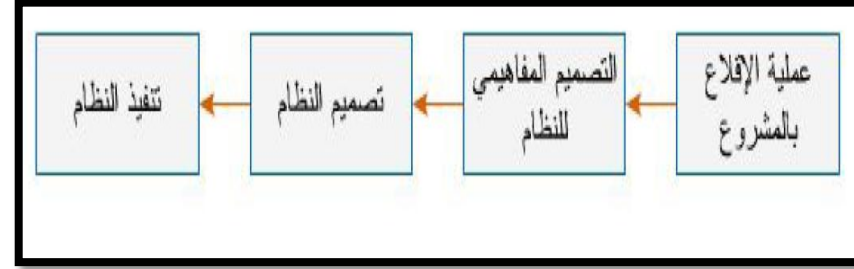 عملية الإقلاع
بالمشروع
التصميم المفاهيمي
للنظام
تصميم النظام
تنفيذ النظام